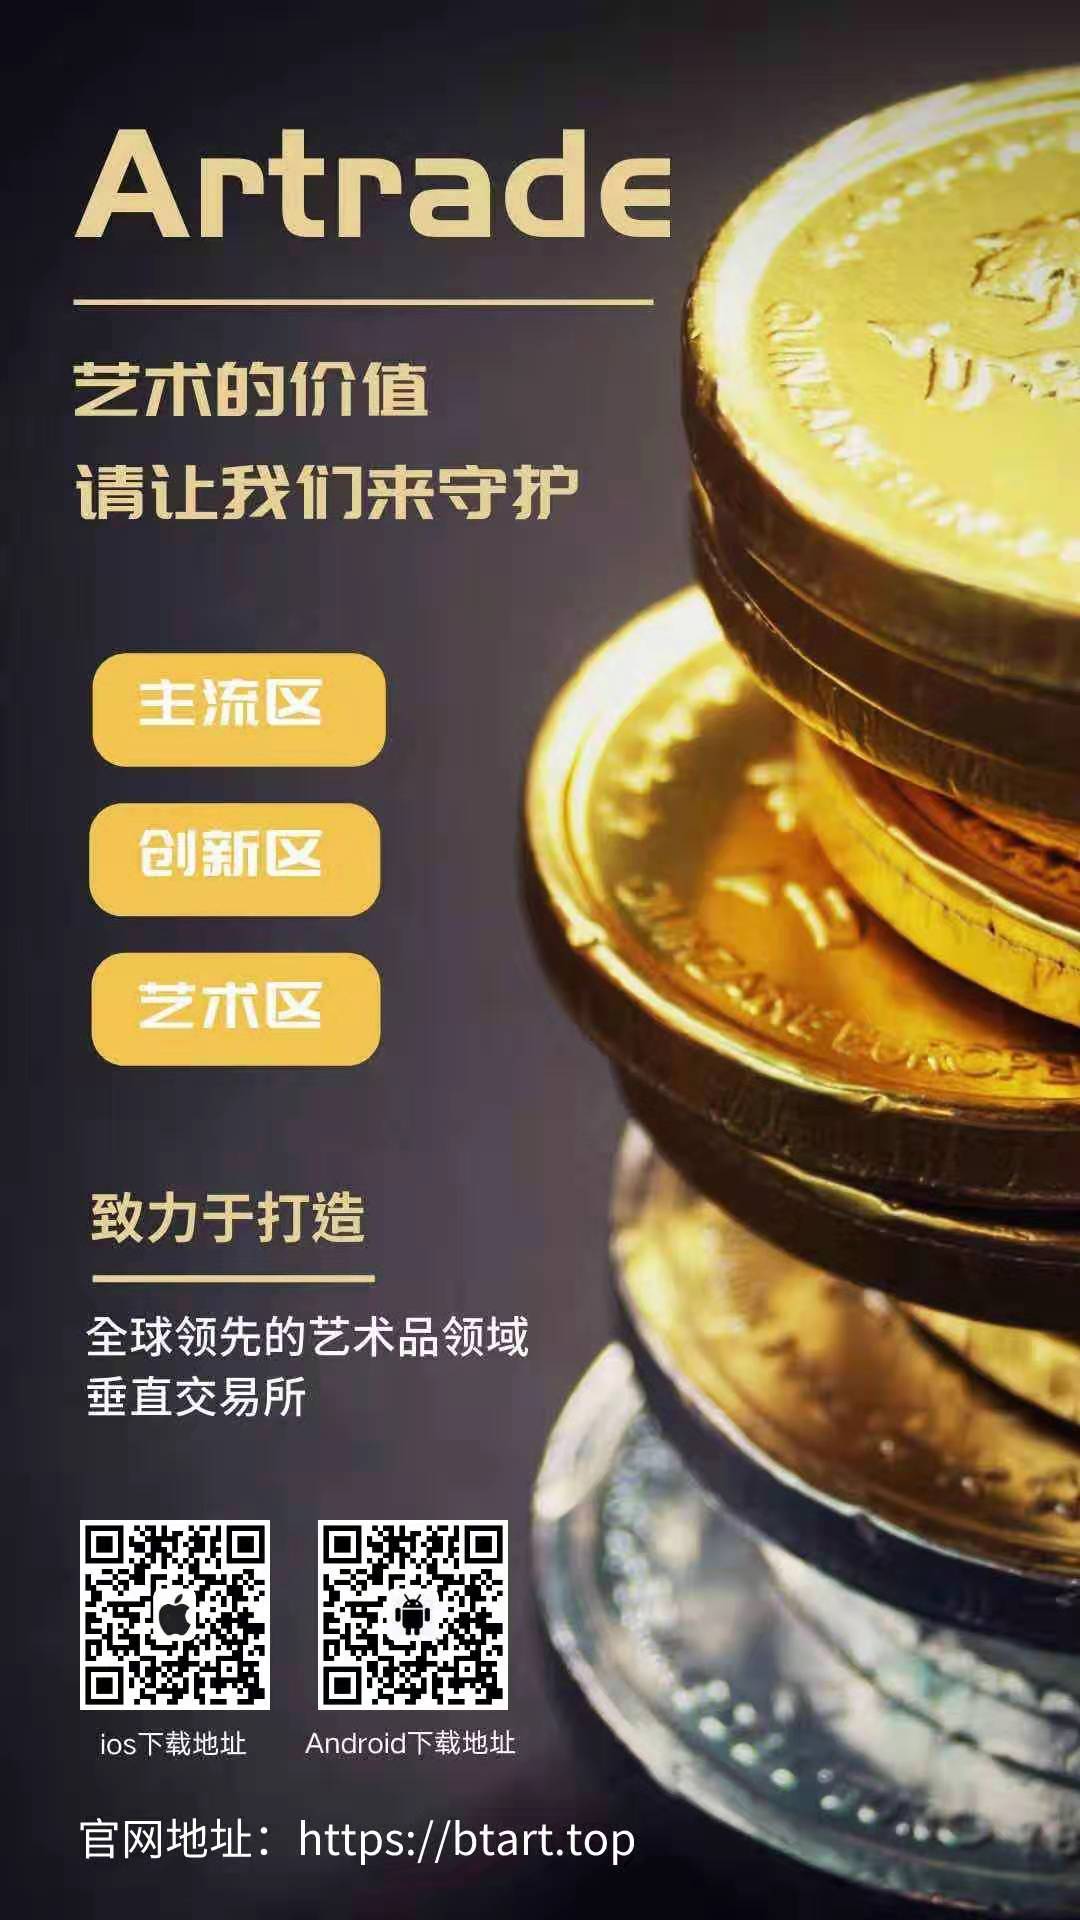 Artrade
艺术的价值
请让我们来守护
主流区
创新区
艺术区
致力于打造
全球领先的艺术品领域
垂直交易所
ios下载地址
Android下载地址
官网地址：https://btart.top
QUINZANE
QUINZANE EUROPE